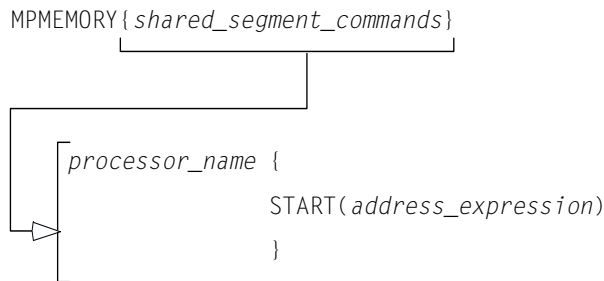 MPMEMORY{shared_segment_commands}
processor_name {
START(address_expression)
}